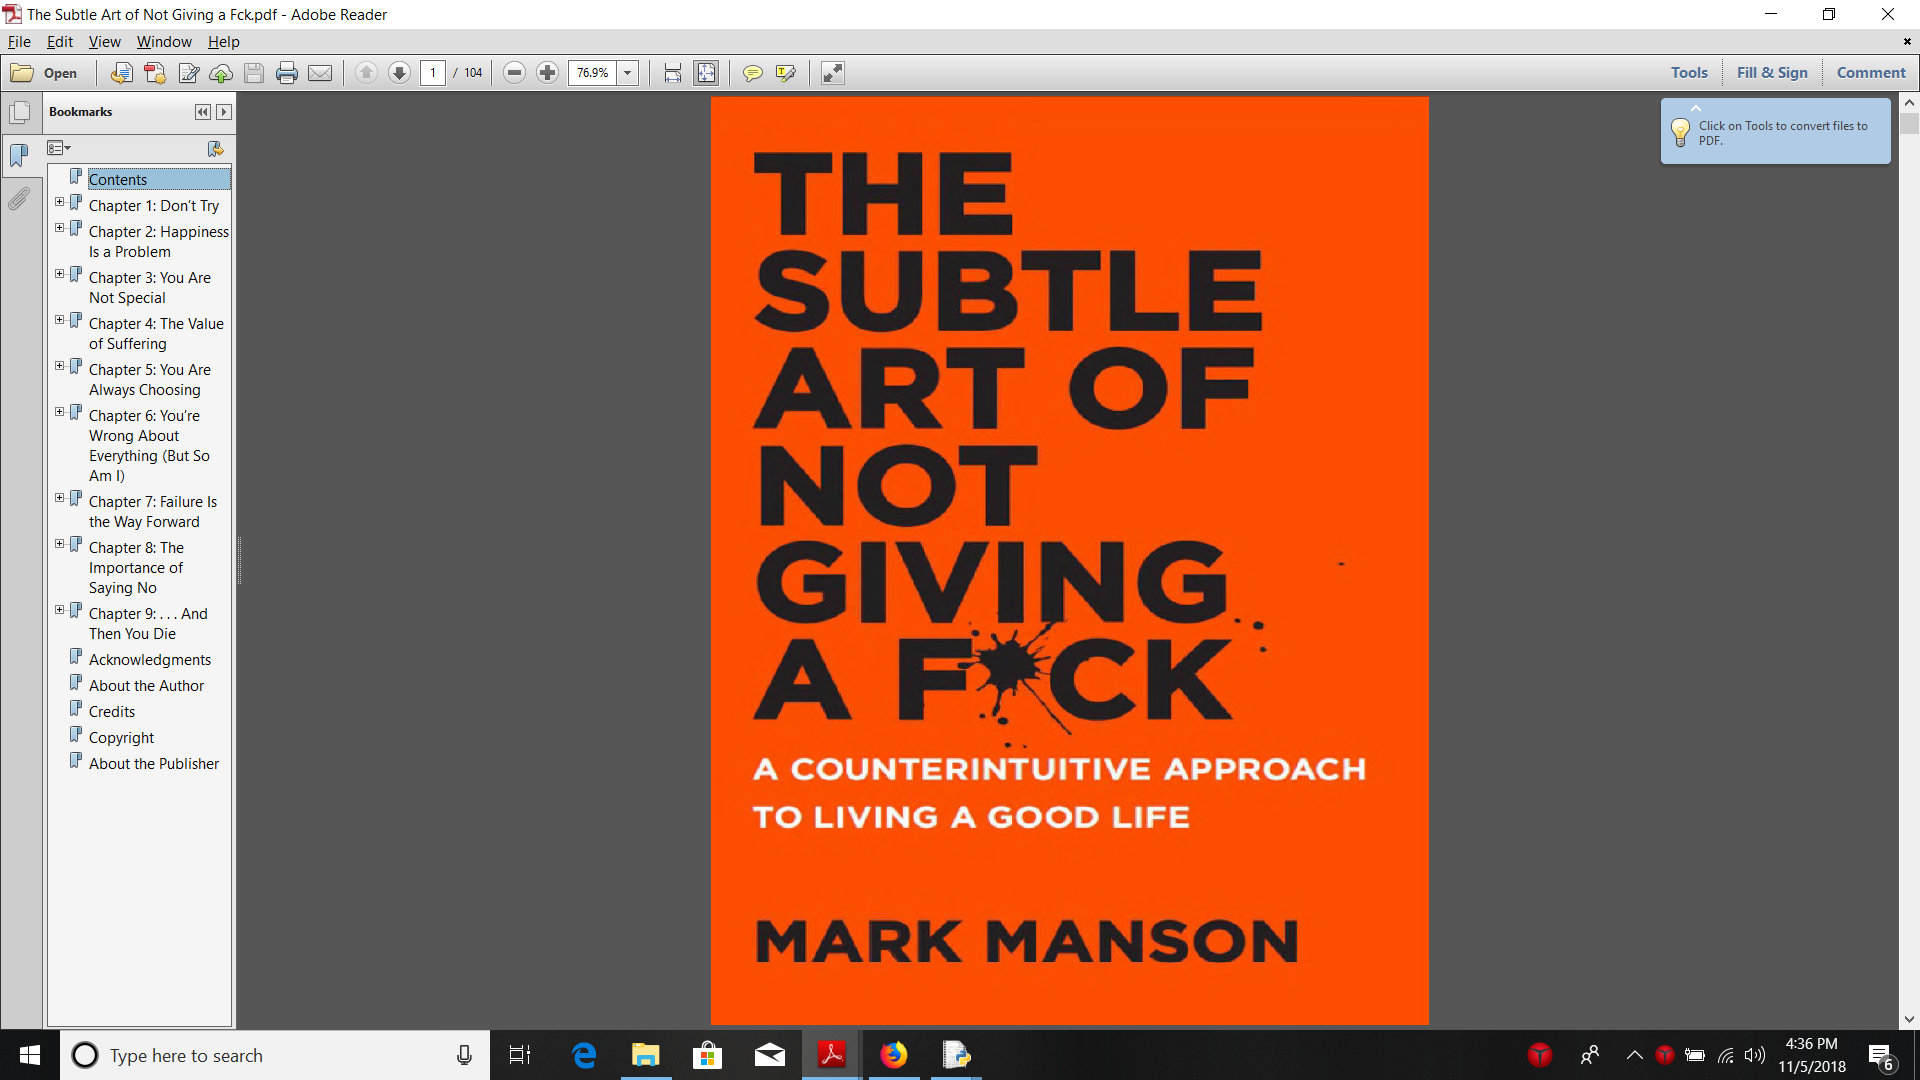 The Subtle Art of Not Giving a Fck.pdf - Adobe Reader
File Edit View Window Help
Open 1 / 104 76.9% Tools Fill & Sign Comment
Bookmarks
Contents
Chapter 1: Don't Try
Chapter 2: Happiness
Is a Problem
Chapter 3: You Are
Not Special
Chapter 4: The Value
of Suffering
Chapter 5: You Are
Always Choosing
Chapter 6: You're
Wrong About
Everything (But So
Am I)
Chapter 7: Failure Is
the Way Forward
Chapter 8: The
Importance of
Saying No
Chapter 9: . . . And
Then You Die
Acknowledgments
About the Author
Credits
Copyright
About the Publisher
THE
SUBTLE
ART OF
NOT
GIVING
A F*CK
A COUNTERINTUITIVE APPROACH
TO LIVING A GOOD LIFE
MARK MANSON
Click on Tools to convert files to
PDF.
Type here to search
4:36 PM
11/5/2018
6